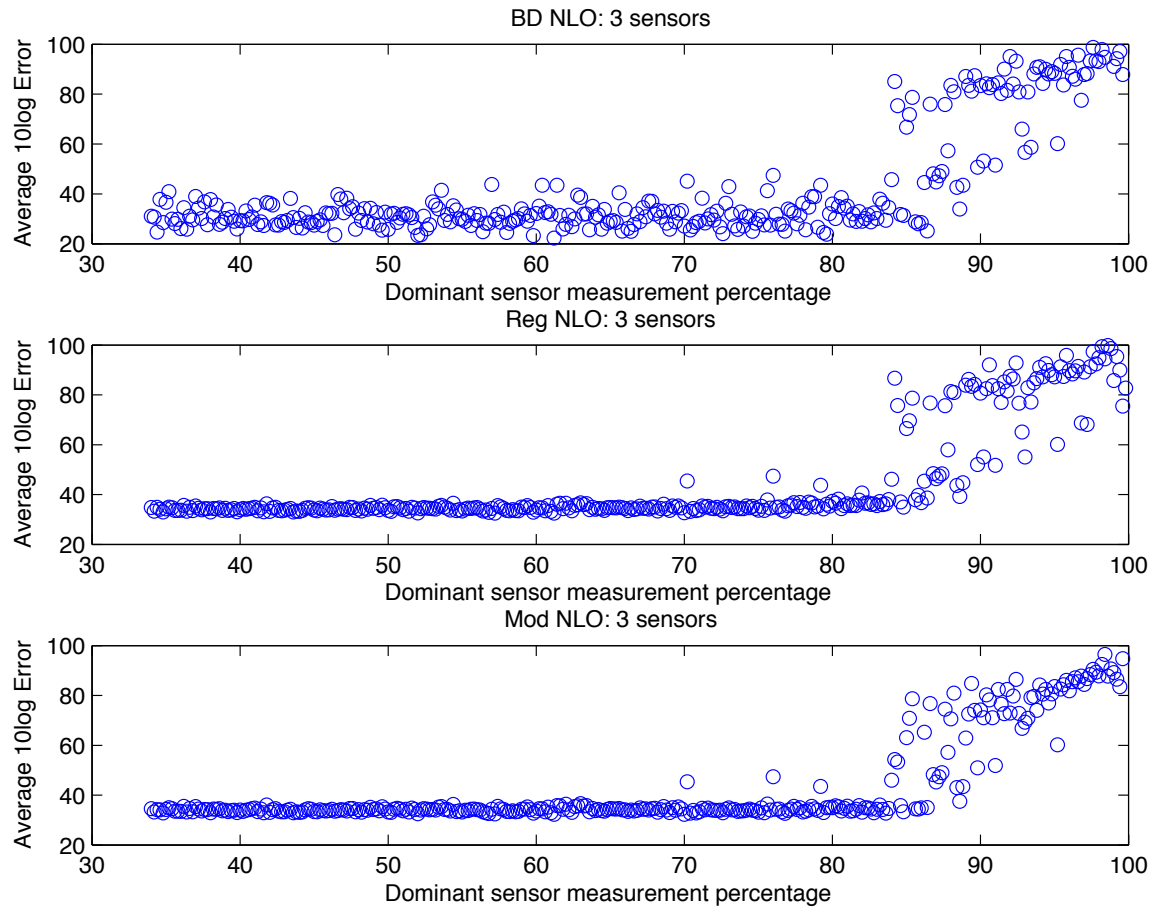 BD NLO: 3 sensors
Average 10log Error
100
80
60
40
20
30 40 50 60 70 80 90 100
Dominant sensor measurement percentage
Reg NLO: 3 sensors
Average 10log Error
100
80
60
40
20
30 40 50 60 70 80 90 100
Dominant sensor measurement percentage
Mod NLO: 3 sensors
Average 10log Error
100
80
60
40
20
30 40 50 60 70 80 90 100
Dominant sensor measurement percentage